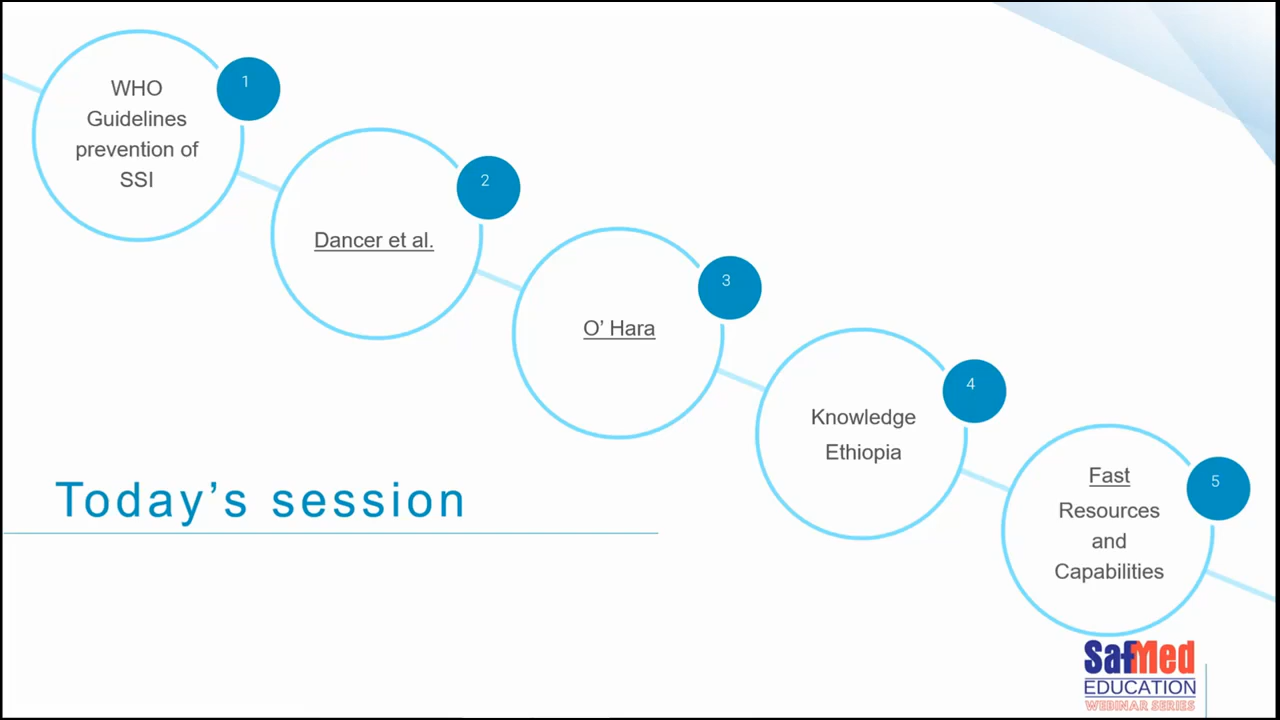 WHO
Guidelines
prevention of
SSI
1
Dancer et al.
2
O’ Hara
3
Knowledge
Ethiopia
4
Fast
Resources
and
Capabilities
5
Today’s session
SafMed
EDUCATION
WEBINAR SERIES